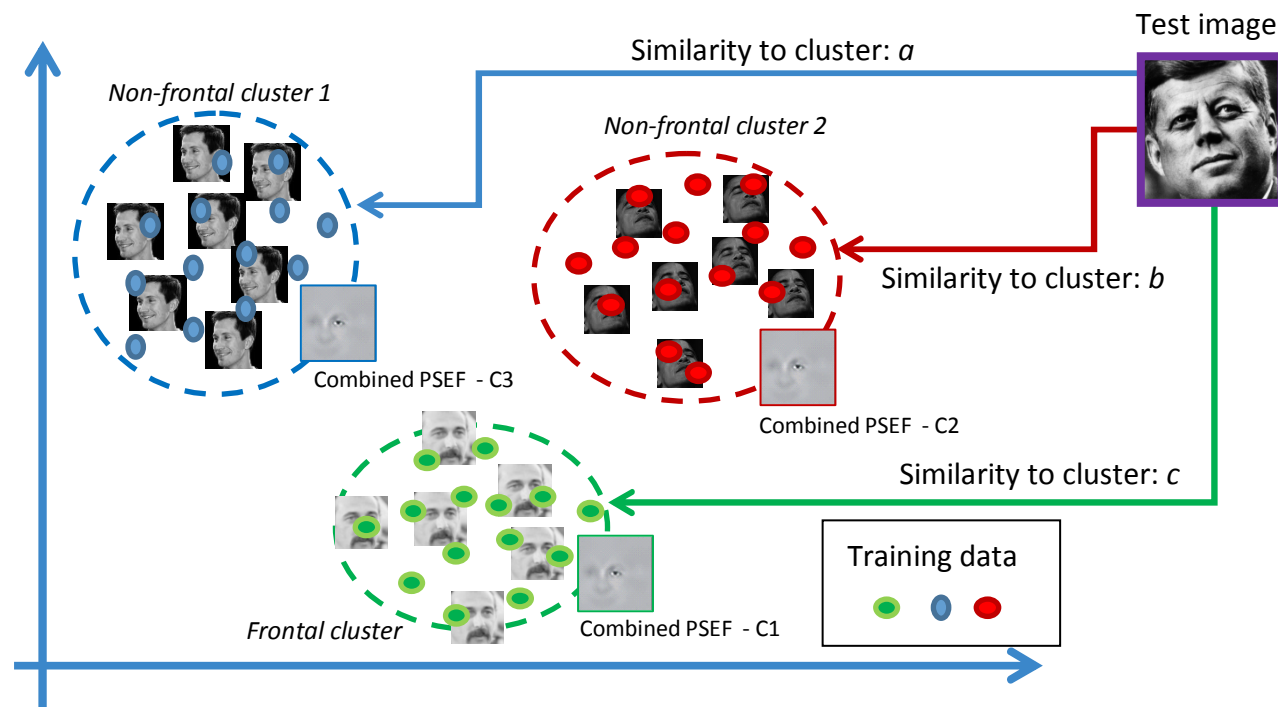 Test image
Similarity to cluster: a
Non-frontal cluster 1
Non-frontal cluster 2
Similarity to cluster: b
Combined PSEF - C3
Combined PSEF - C2
Similarity to cluster: c
Training data
Frontal cluster
Combined PSEF - C1